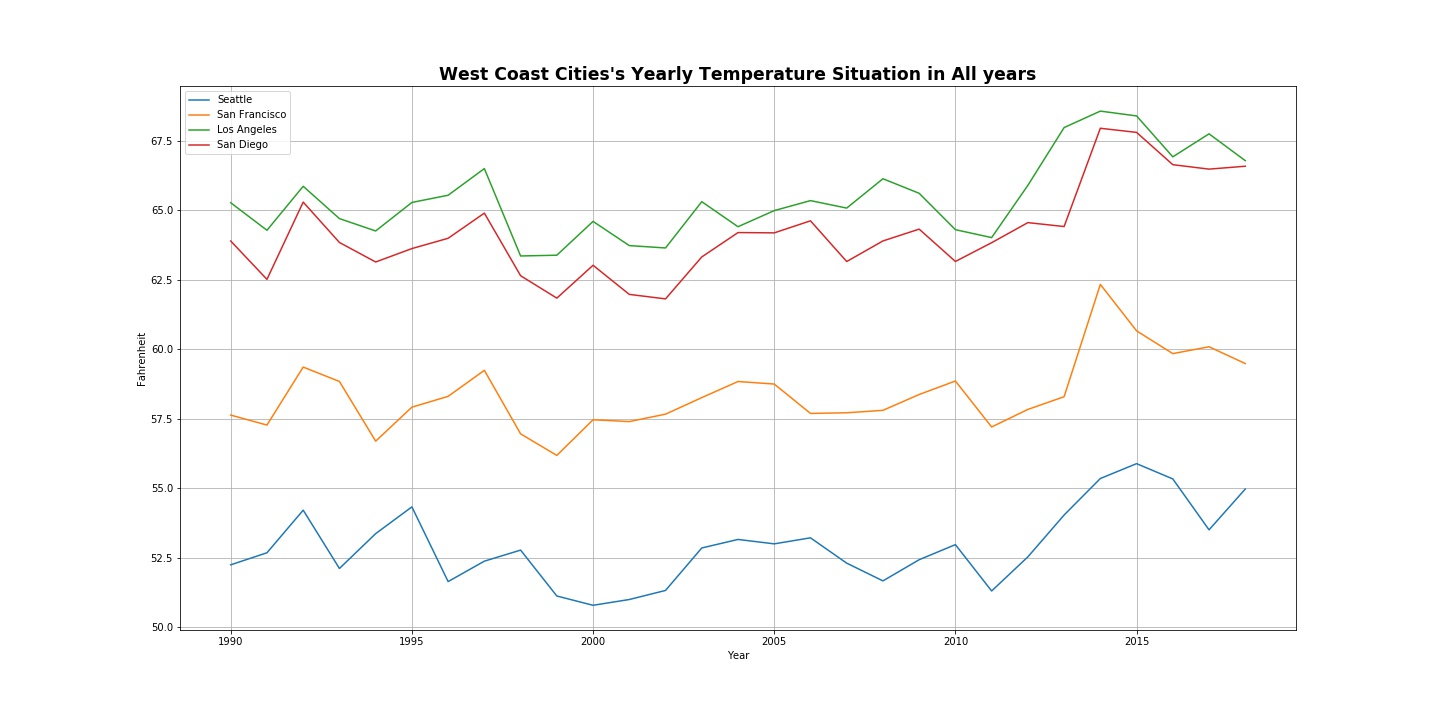 West Coast Cities's Yearly Temperature Situation in All years
Seattle
San Francisco
Los Angeles
San Diego
67.5
65.0
62.5
60.0
57.5
55.0
52.5
50.0
Fahrenheit
1990 1995 2000 2005 2010 2015
Year